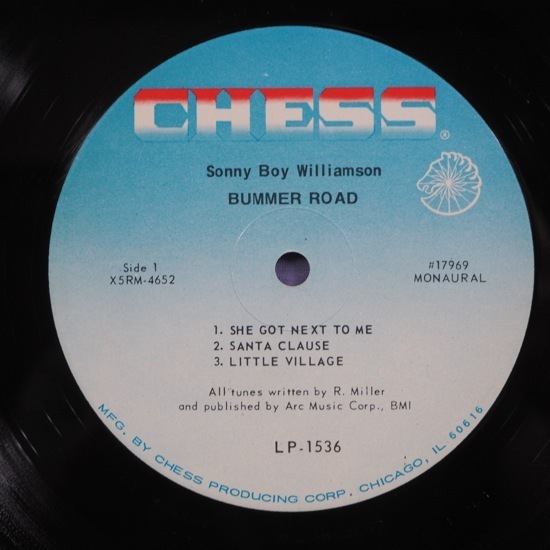 CHESS ®
Sonny Boy Williamson
BUMMER ROAD
Side 1
X5RM-4652
#17969
MONAURAL
1. SHE GOT NEXT TO ME
2. SANTA CLAUSE
3. LITTLE VILLAGE
All tunes written by R. Miller
and published by Arc Music Corp., BMI
LP-1536
MFG. BY CHESS PRODUCING CORP. CHICAGO, IL 60616